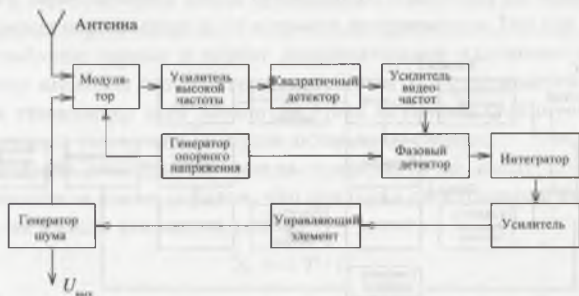 Антенна
Модуля-
тор
Усилитель
высокой
частоты
Квадратичный
детектор
Усилитель
видео-
частот
Генератор
опорного
напряжения
Фазовый
детектор
Интегратор
Генератор
шума
Управляющий
элемент
Усилитель
U вых